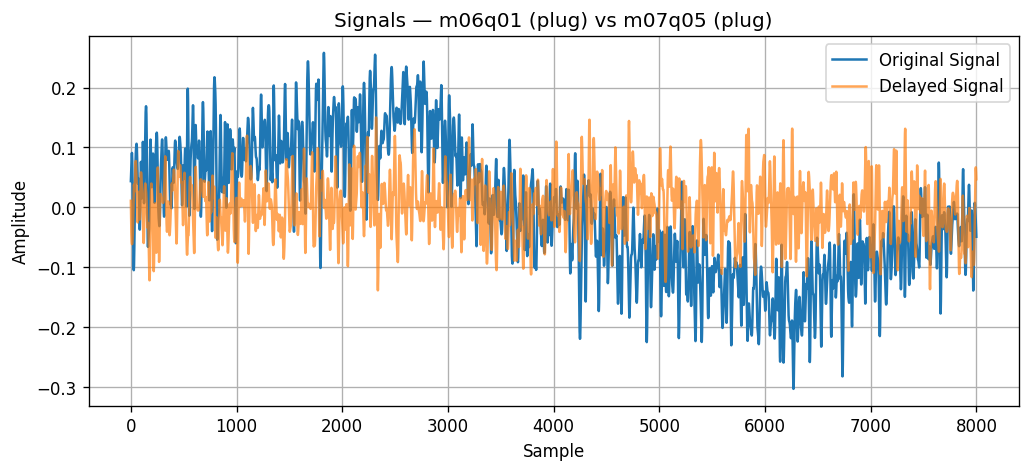 Signals — m06q01 (plug) vs m07q05 (plug)
Original Signal
Delayed Signal
Amplitude
0.2
0.1
0.0
−0.1
−0.2
−0.3
0 1000 2000 3000 4000 5000 6000 7000 8000
Sample